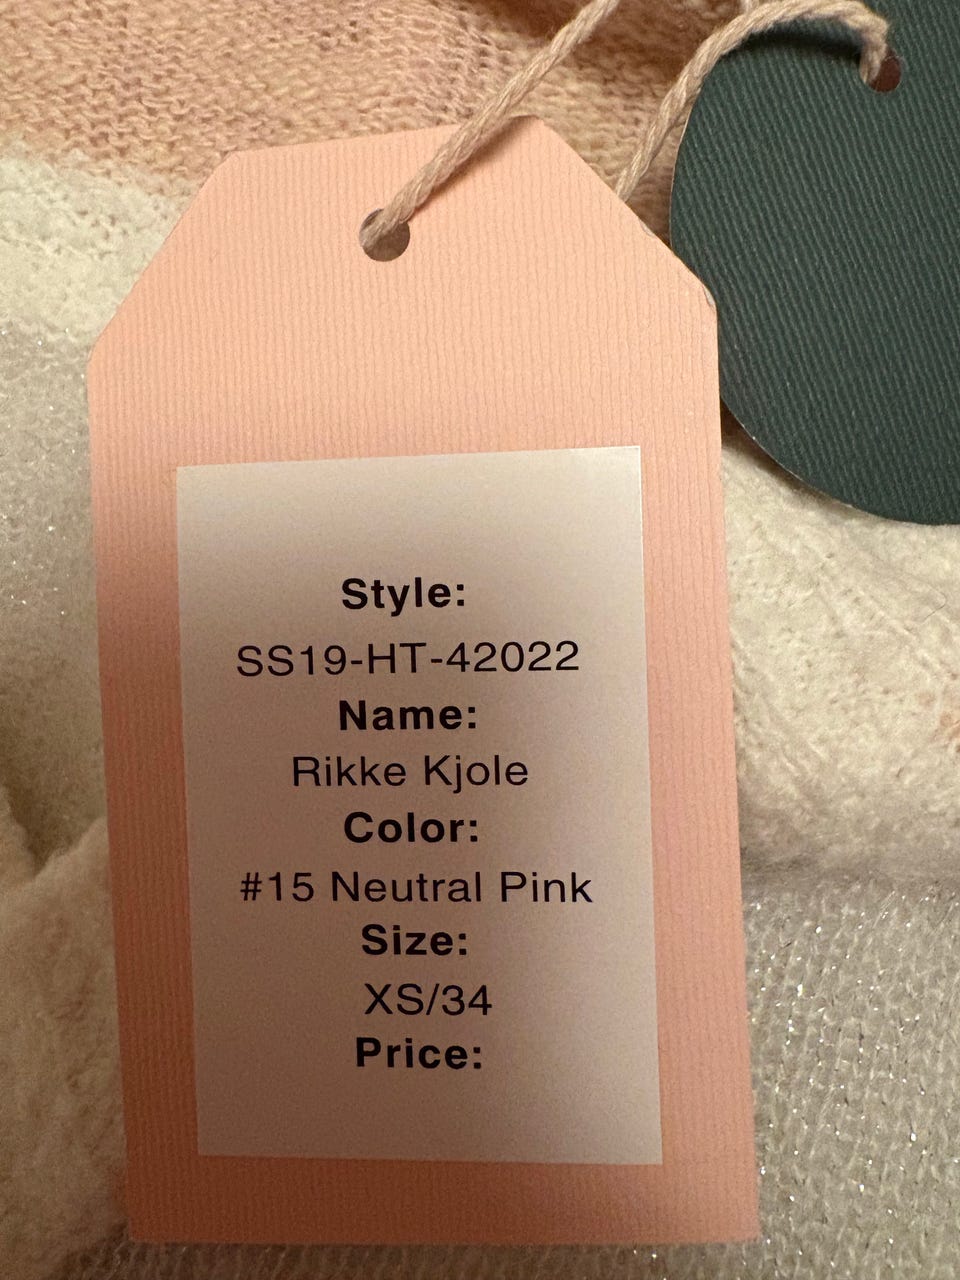 Style:
SS19-HT-42022
Name:
Rikke Kjole
Color:
#15 Neutral Pink
Size:
XS/34
Price: